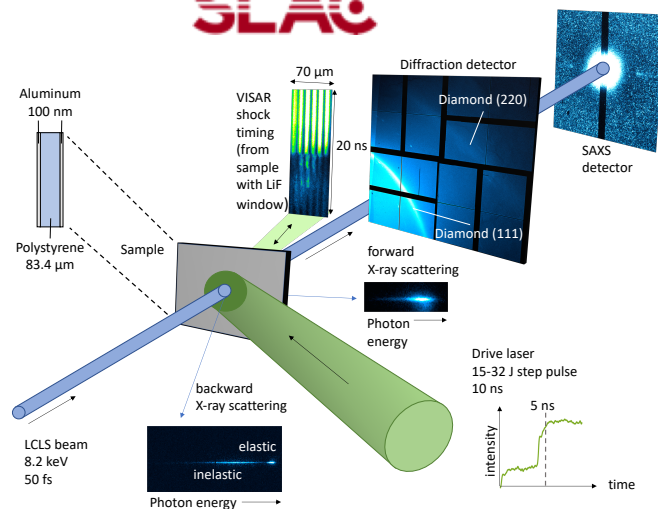 SLAC
Aluminum
100 nm
Polystyrene
83.4 µm
Sample
VISAR
shock
timing
(from
sample
with LiF
window)
70 µm
20 ns
Diffraction detector
Diamond (220)
Diamond (111)
SAXS
detector
forward
X-ray scattering
Photon
energy
backward
X-ray scattering
elastic
inelastic
Photon energy
LCLS beam
8.2 keV
50 fs
Drive laser
15-32 J step pulse
10 ns
5 ns
intensity
time